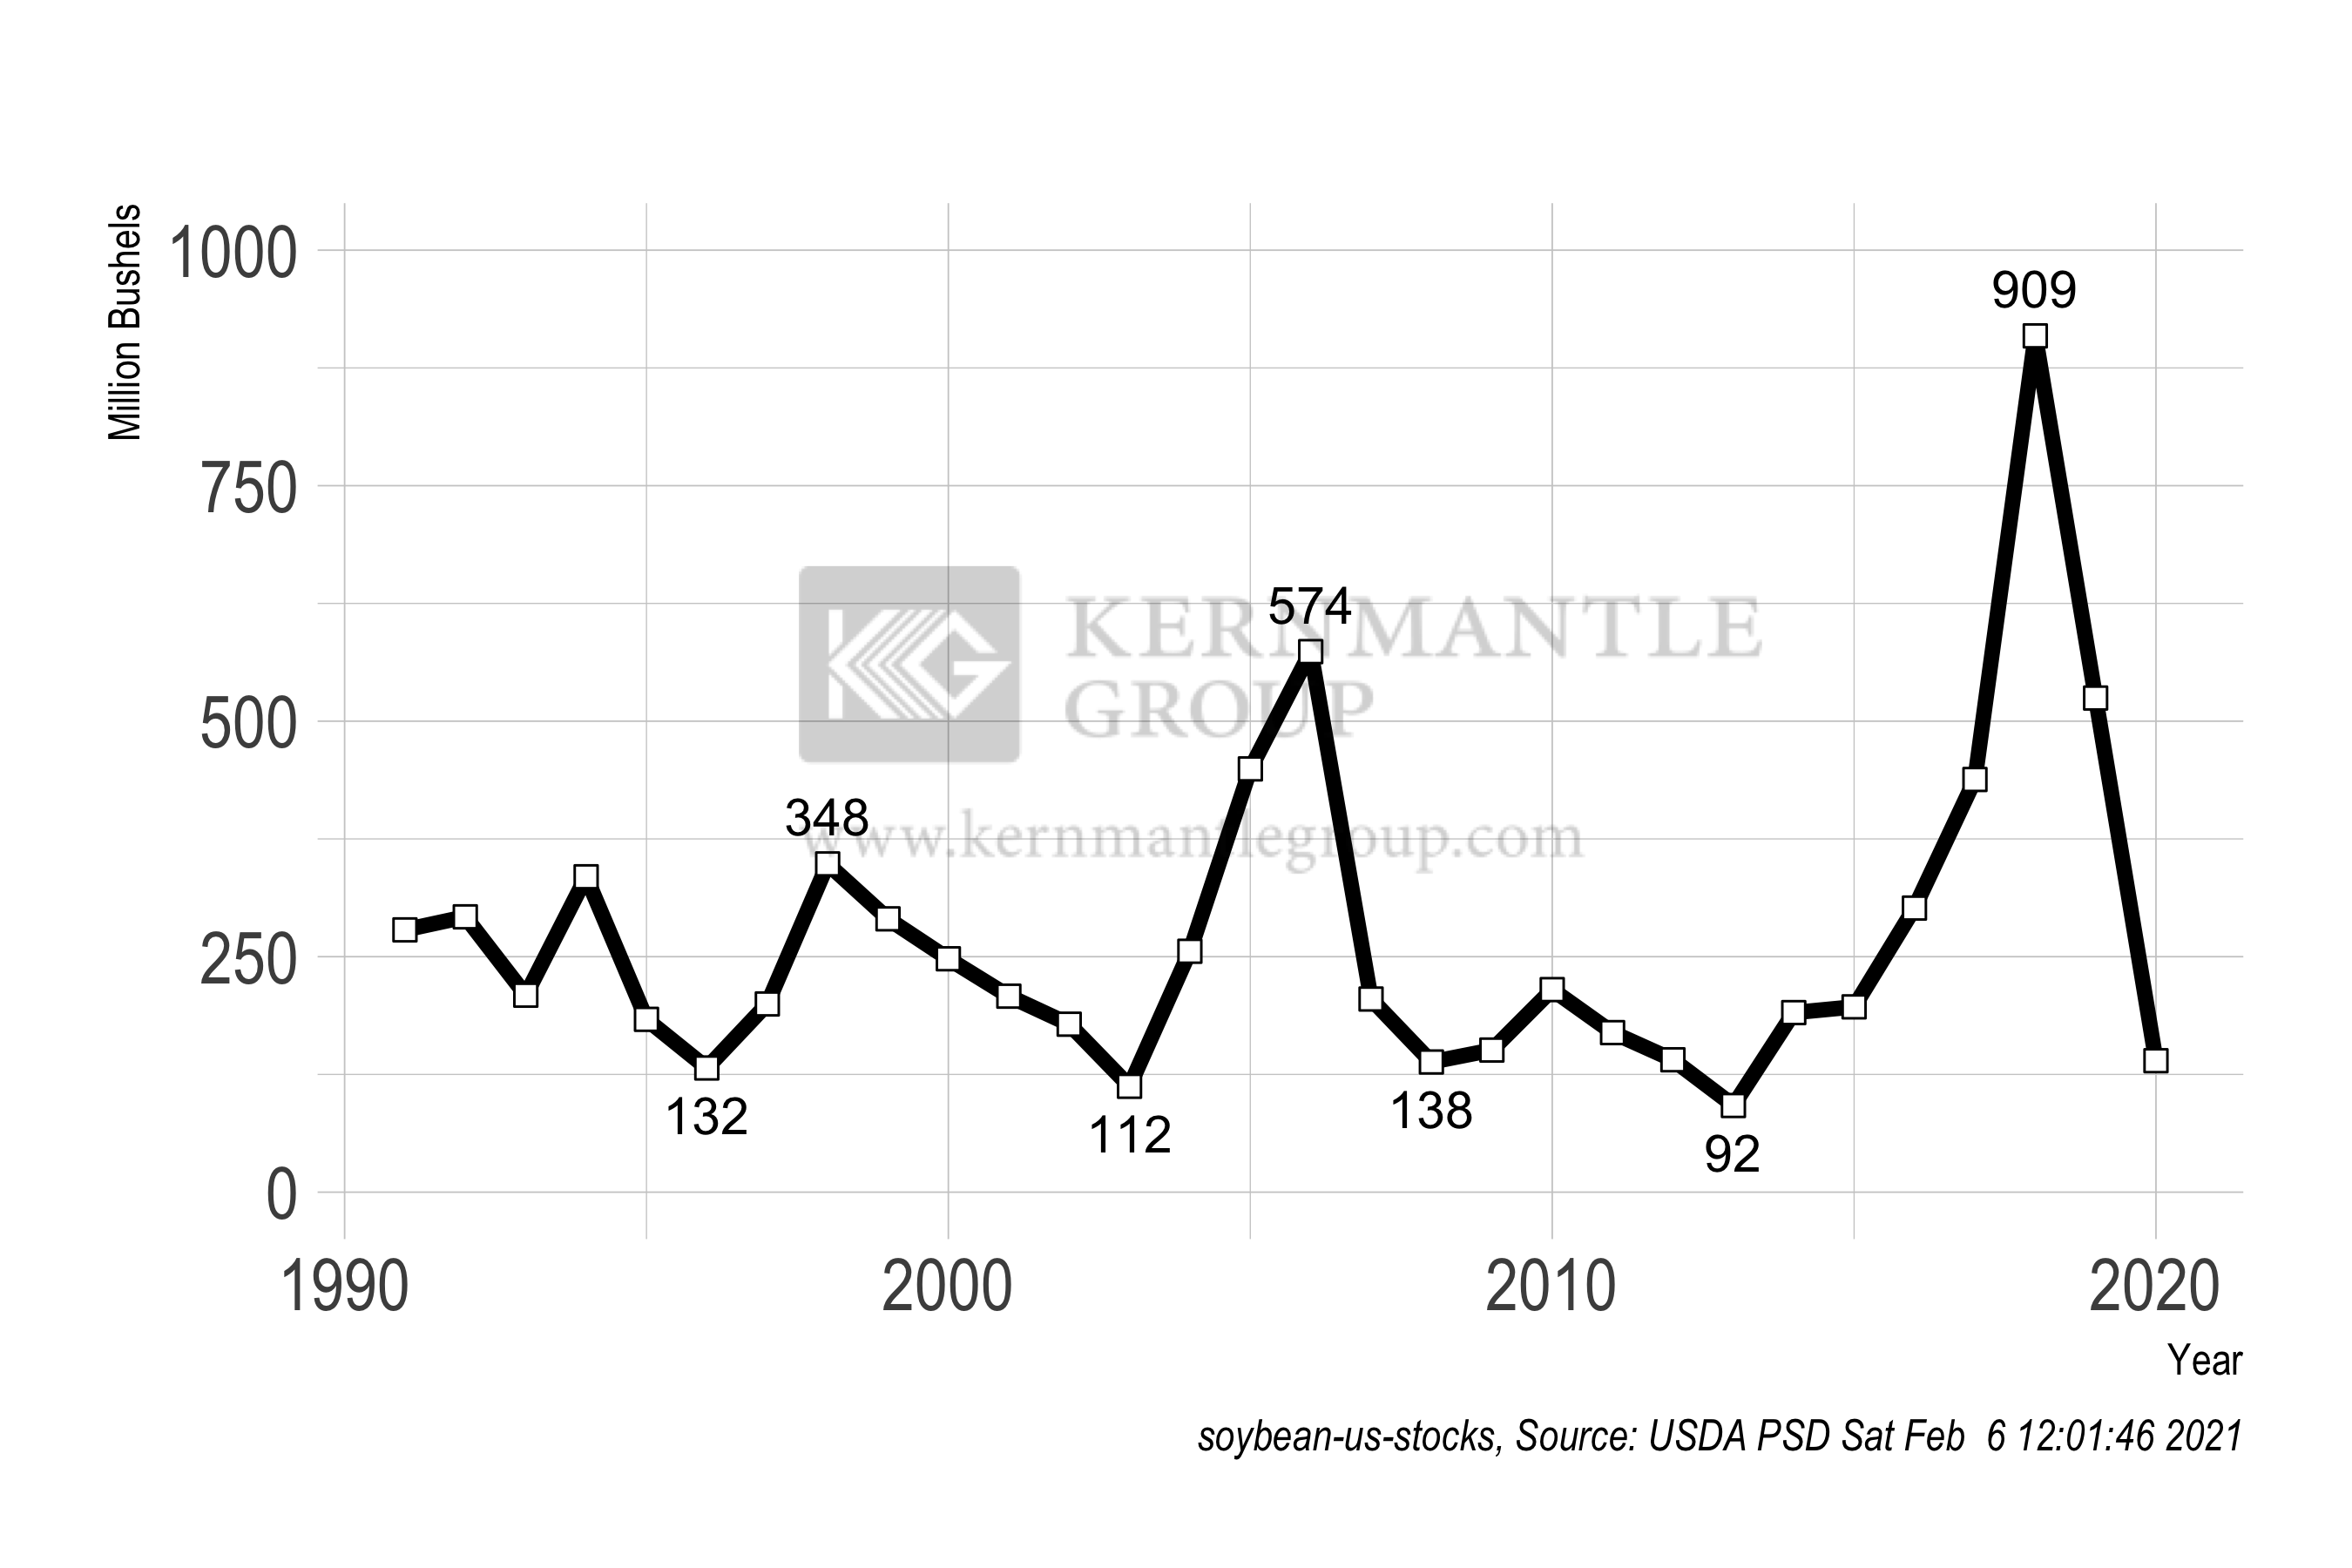 Million Bushels
1000
750
500
250
0
909
574
348
132
112
138
92
KG
KERNMANTLE
GROUP
www.kernmantlegroup.com
1990
2000
2010
2020
Year
soybean-us-stocks, Source: USDA PSD Sat Feb  6 12:01:46 2021